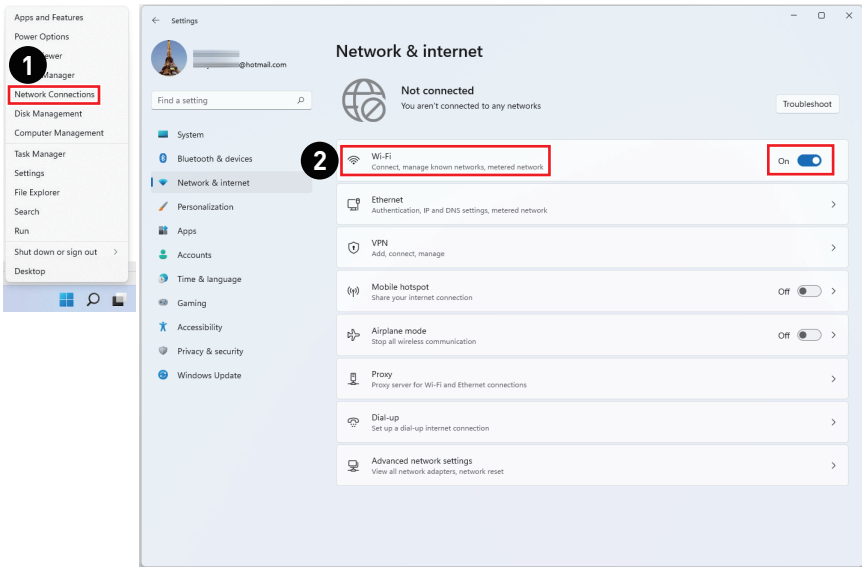 Apps and Features
Power Options
1
Manager
Network Connections
Disk Management
Computer Management
Task Manager
Settings
File Explorer
Search
Run
Shut down or sign out
Desktop
Settings
@hotmail.com
Find a setting
System
Bluetooth & devices
Network & internet
Personalization
Apps
Accounts
Time & language
Gaming
Accessibility
Privacy & security
Windows Update
Network & internet
Not connected
You aren't connected to any networks
Troubleshoot
2
Wi-Fi
Connect, manage known networks, metered network
On
Ethernet
Authentication, IP and DNS settings, metered network
VPN
Add, connect, manage
Mobile hotspot
Share your internet connection
Off
Airplane mode
Stop all wireless communication
Off
Proxy
Proxy server for Wi-Fi and Ethernet connections
Dial-up
Set up a dial-up internet connection
Advanced network settings
View all network adapters, network reset